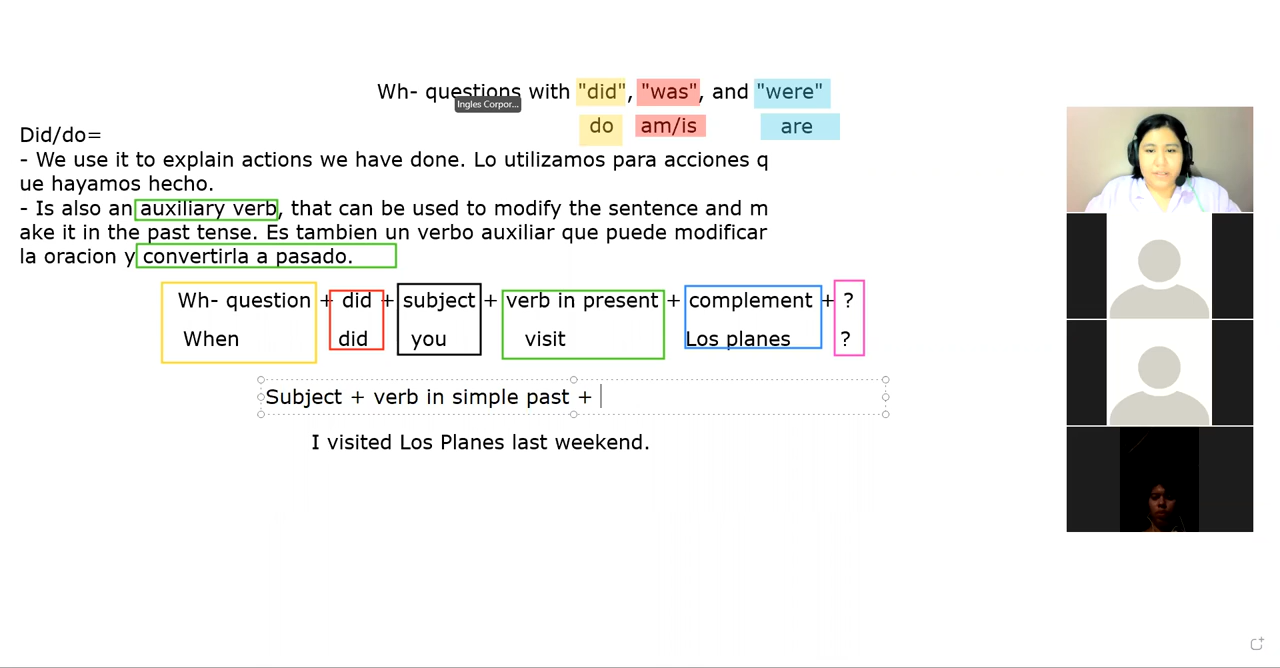 Wh- questions with "did", "was", and "were"
Ingles Corpor...
do am/is are
Did/do=
- We use it to explain actions we have done. Lo utilizamos para acciones q
ue hayamos hecho.
- Is also an auxiliary verb, that can be used to modify the sentence and m
ake it in the past tense. Es tambien un verbo auxiliar que puede modificar
la oracion y convertirla a pasado.
Wh- question + did + subject + verb in present + complement + ?
When did you visit Los planes ?
Subject + verb in simple past +
I visited Los Planes last weekend.